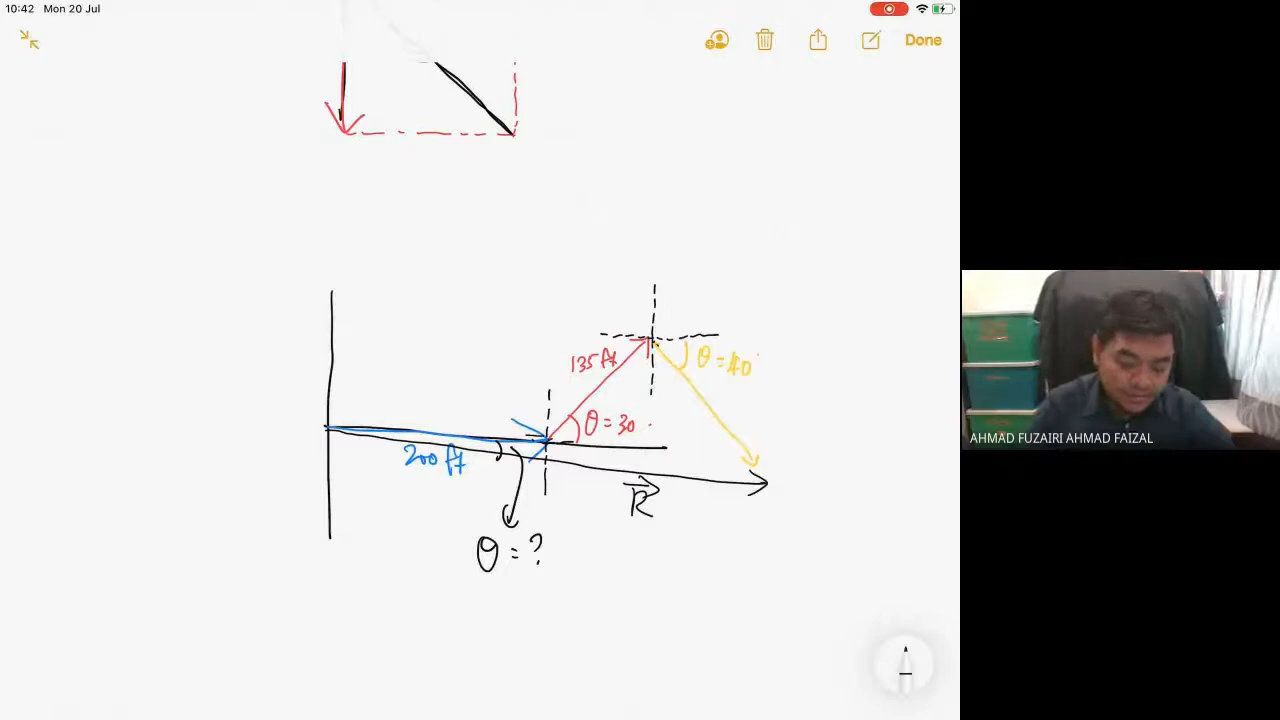 10:42 Mon 20 Jul
Done
135 ft
θ = 40°
θ = 30°
200 ft
R
θ = ?
AHMAD FUZAIRI AHMAD FAIZAL